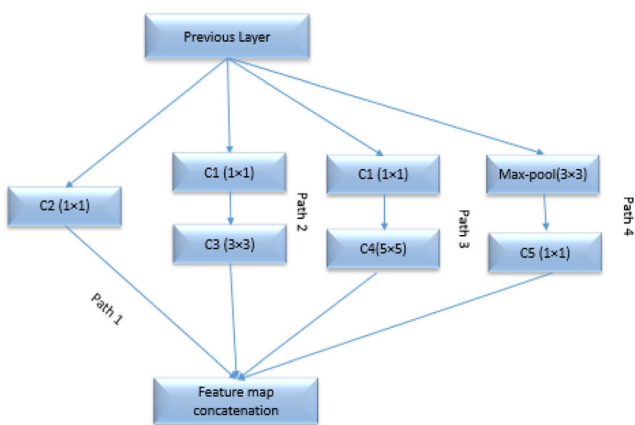 Previous Layer
C1 (1×1)
C1 (1×1)
Max-pool(3×3)
C2 (1×1)
Path 2
Path 3
Path 4
C3 (3×3)
C4(5×5)
C5 (1×1)
Path 1
Feature map
concatenation